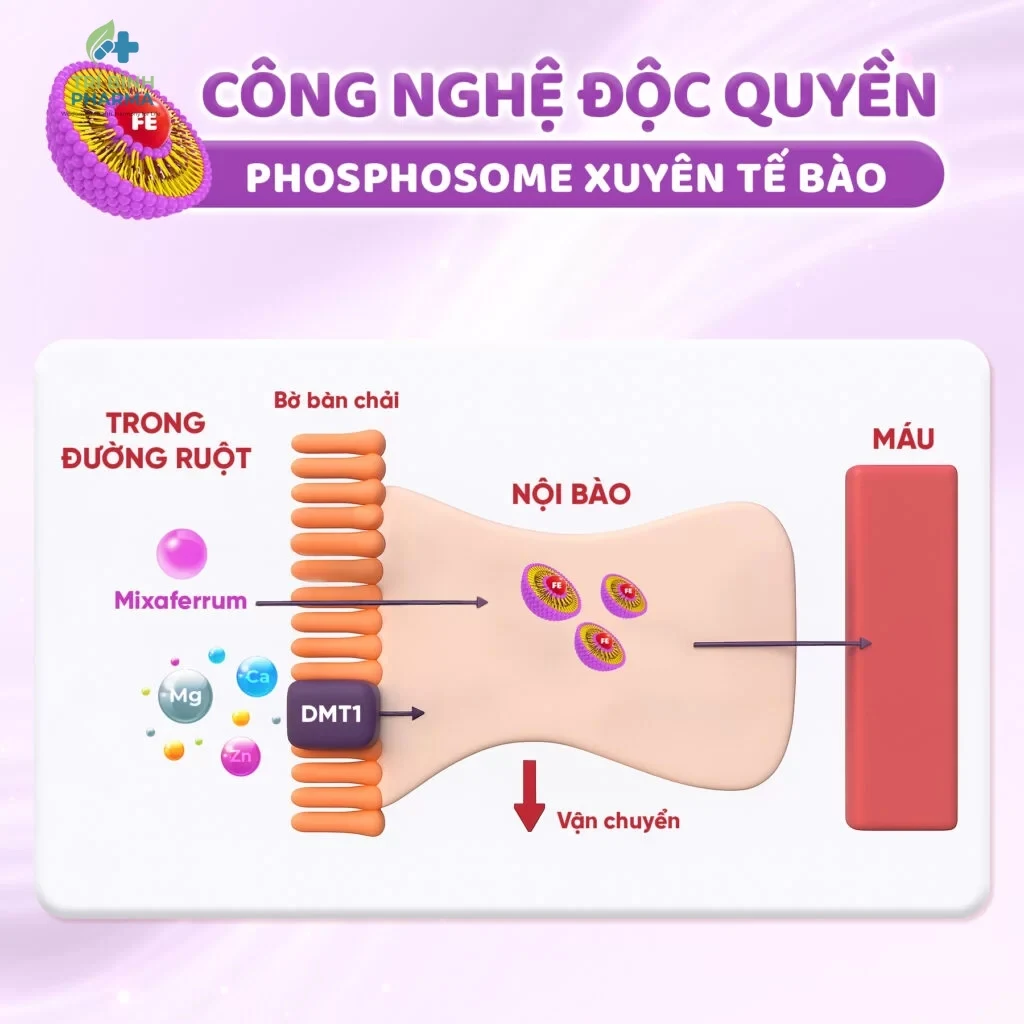 PHARMA
FE
CÔNG NGHỆ ĐỘC QUYỀN
PHOSPHOSOME XUYÊN TẾ BÀO
TRONG
ĐƯỜNG RUỘT
Bờ bàn chải
NỘI BÀO
MÁU
Mixaferrum
FE
FE
FE
Mg
Ca
Zn
DMT1
Vận chuyển